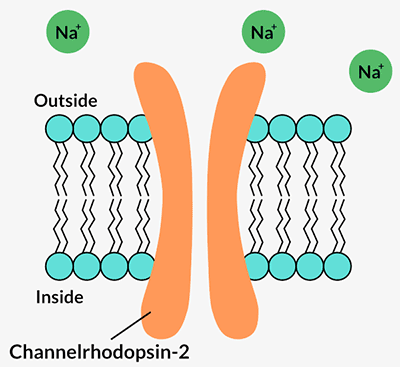 Na⁺
Na⁺
Na⁺
Outside
Inside
Channelrhodopsin-2